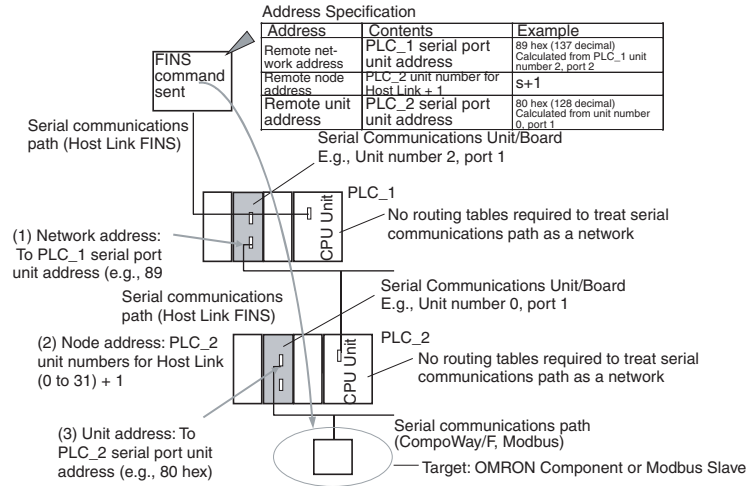 Address Specification
Address Contents Example
Remote net-
work address
PLC_1 serial port
unit address
89 hex (137 decimal)
Calculated from PLC_1 unit
number 2, port 2
Remote node
address
PLC_2 unit number for
Host Link + 1
s+1
Remote unit
address
PLC_2 serial port
unit address
80 hex (128 decimal)
Calculated from unit number
0, port 1
FINS
command
sent
Serial communications
path (Host Link FINS)
Serial Communications Unit/Board
E.g., Unit number 2, port 1
PLC_1
CPU Unit
No routing tables required to treat serial
communications path as a network
(1) Network address:
To PLC_1 serial port
unit address (e.g., 89
Serial communications
path (Host Link FINS)
Serial Communications Unit/Board
E.g., Unit number 0, port 1
(2) Node address: PLC_2
unit numbers for Host Link
(0 to 31) + 1
PLC_2
CPU Unit
No routing tables required to treat serial
communications path as a network
(3) Unit address: To
PLC_2 serial port unit
address (e.g., 80 hex)
Serial communications path
(CompoWay/F, Modbus)
Target: OMRON Component or Modbus Slave